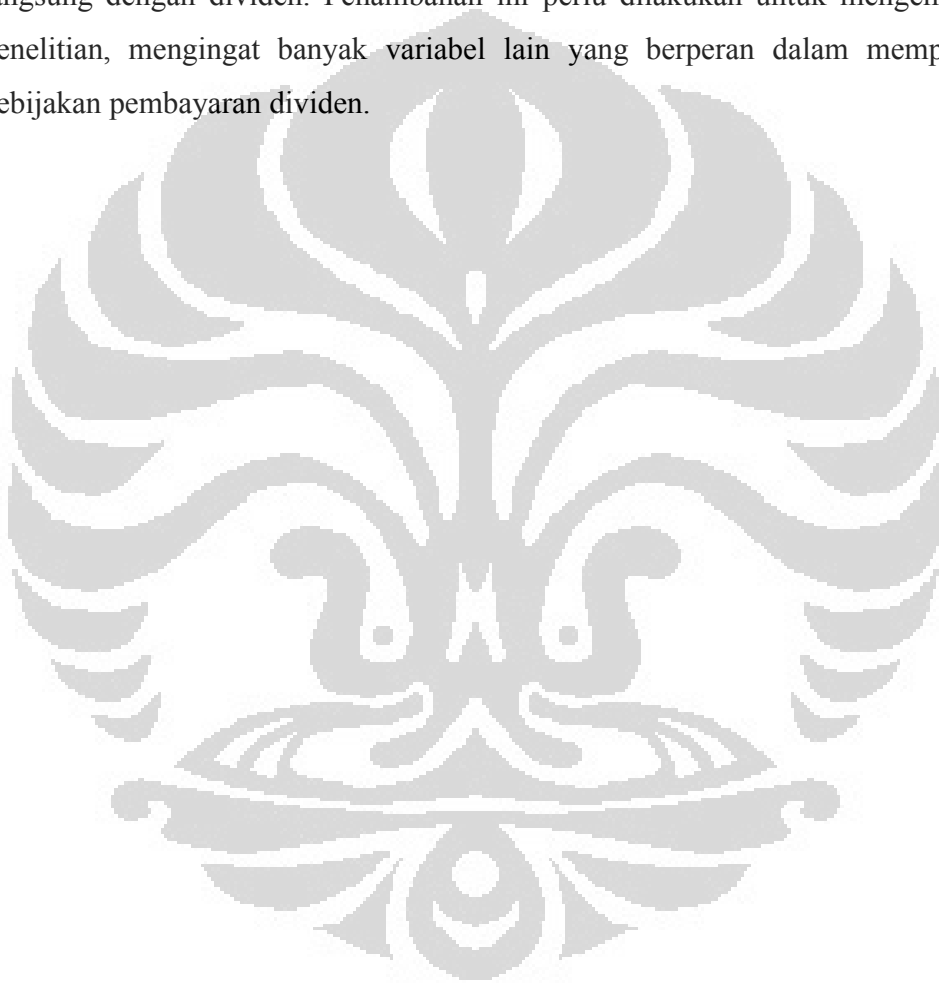 angsung dengan dividen. Penambahan ini perlu dilakukan untuk mengem
enelitian, mengingat banyak variabel lain yang berperan dalam memp
ebijakan pembayaran dividen.